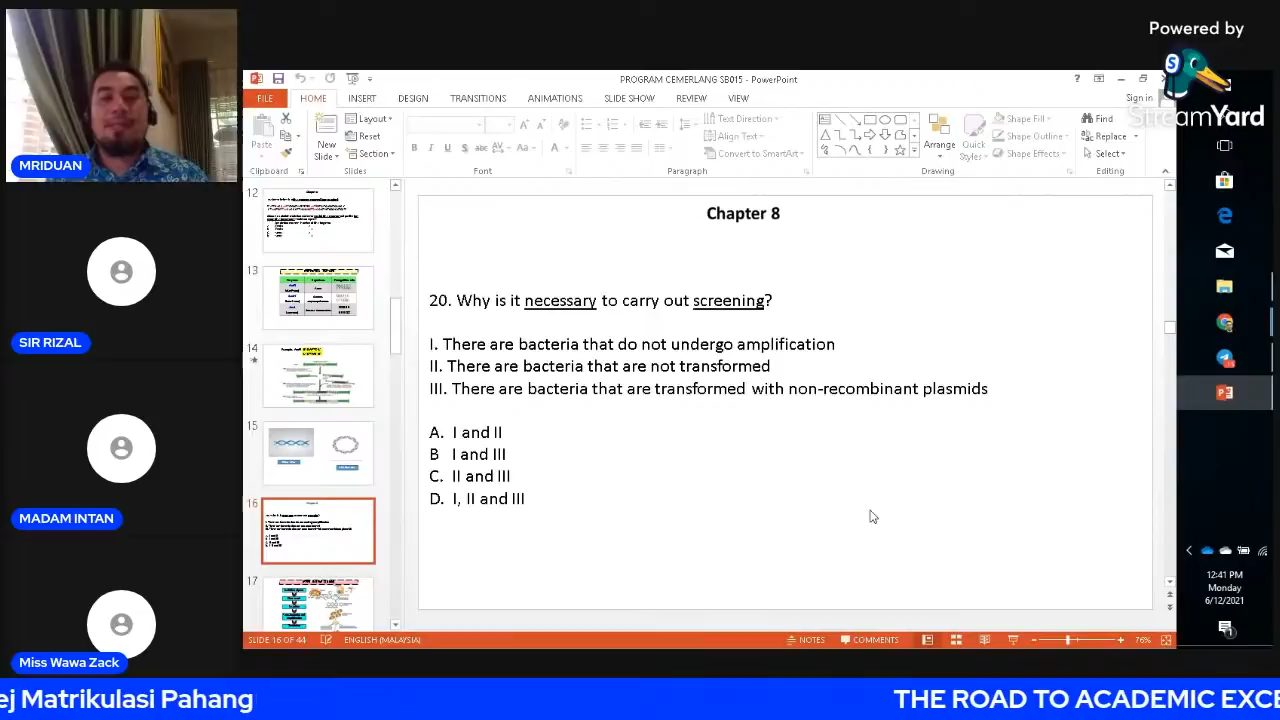 Powered by
StreamYard
PROGRAM CEMERLANG SB015 - PowerPoint
Sign in
FILE HOME INSERT DESIGN TRANSITIONS ANIMATIONS SLIDE SHOW REVIEW VIEW
Paste
New
Slide
Layout
Reset
Section
Text Direction
Align Text
Convert to SmartArt
Arrange
Quick
Styles
Shape Fill
Shape Outline
Shape Effects
Find
Replace
Select
Clipboard Slides Font Paragraph Drawing Editing
MRIDUAN
SIR RIZAL
MADAM INTAN
Miss Wawa Zack
12
13
14
15
16
17
Chapter 8
20. Why is it necessary to carry out screening?
I. There are bacteria that do not undergo amplification
II. There are bacteria that are not transformed
III. There are bacteria that are transformed with non-recombinant plasmids
A. I and II
B I and III
C. II and III
D. I, II and III
SLIDE 16 OF 44 ENGLISH (MALAYSIA) NOTES COMMENTS 76%
12:41 PM
Monday
6/12/2021
ej Matrikulasi Pahang
THE ROAD TO ACADEMIC EXCE